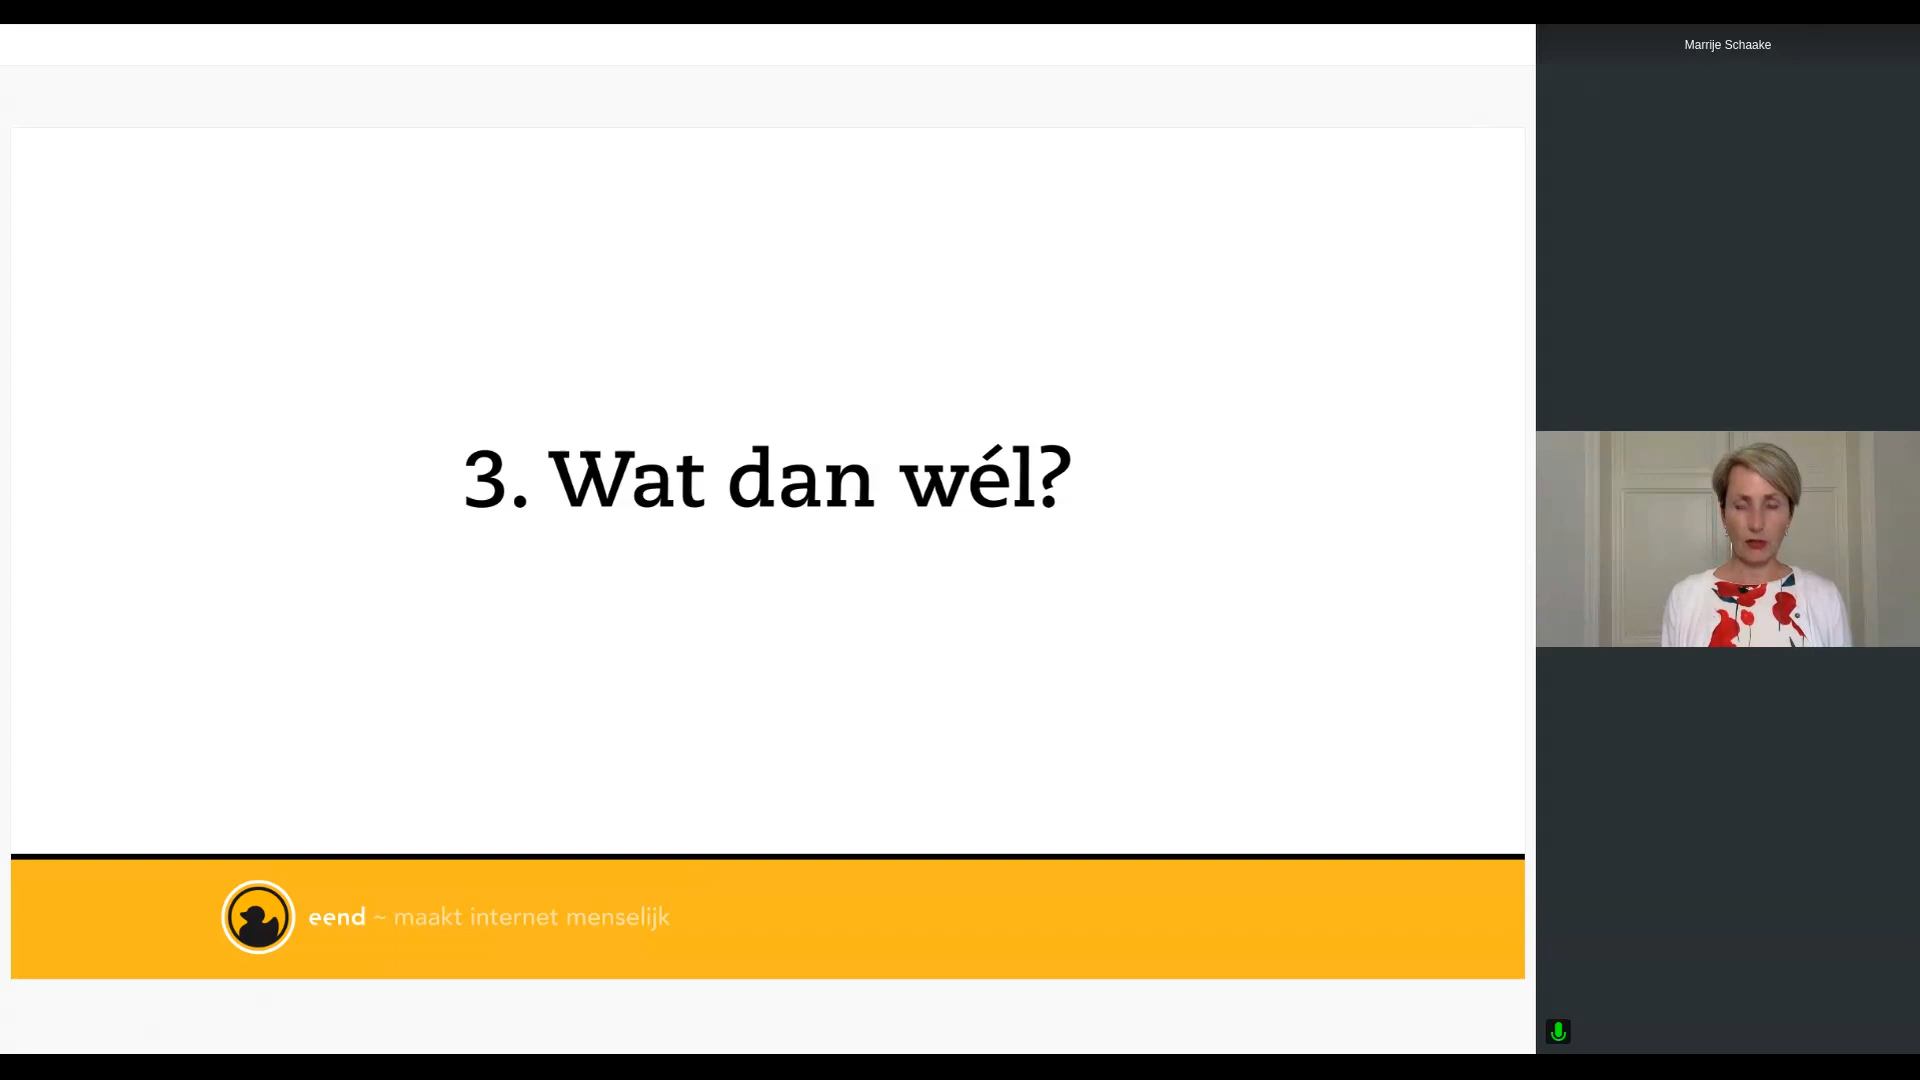 Marrije Schaake
3. Wat dan wél?
eend ~ maakt internet menselijk